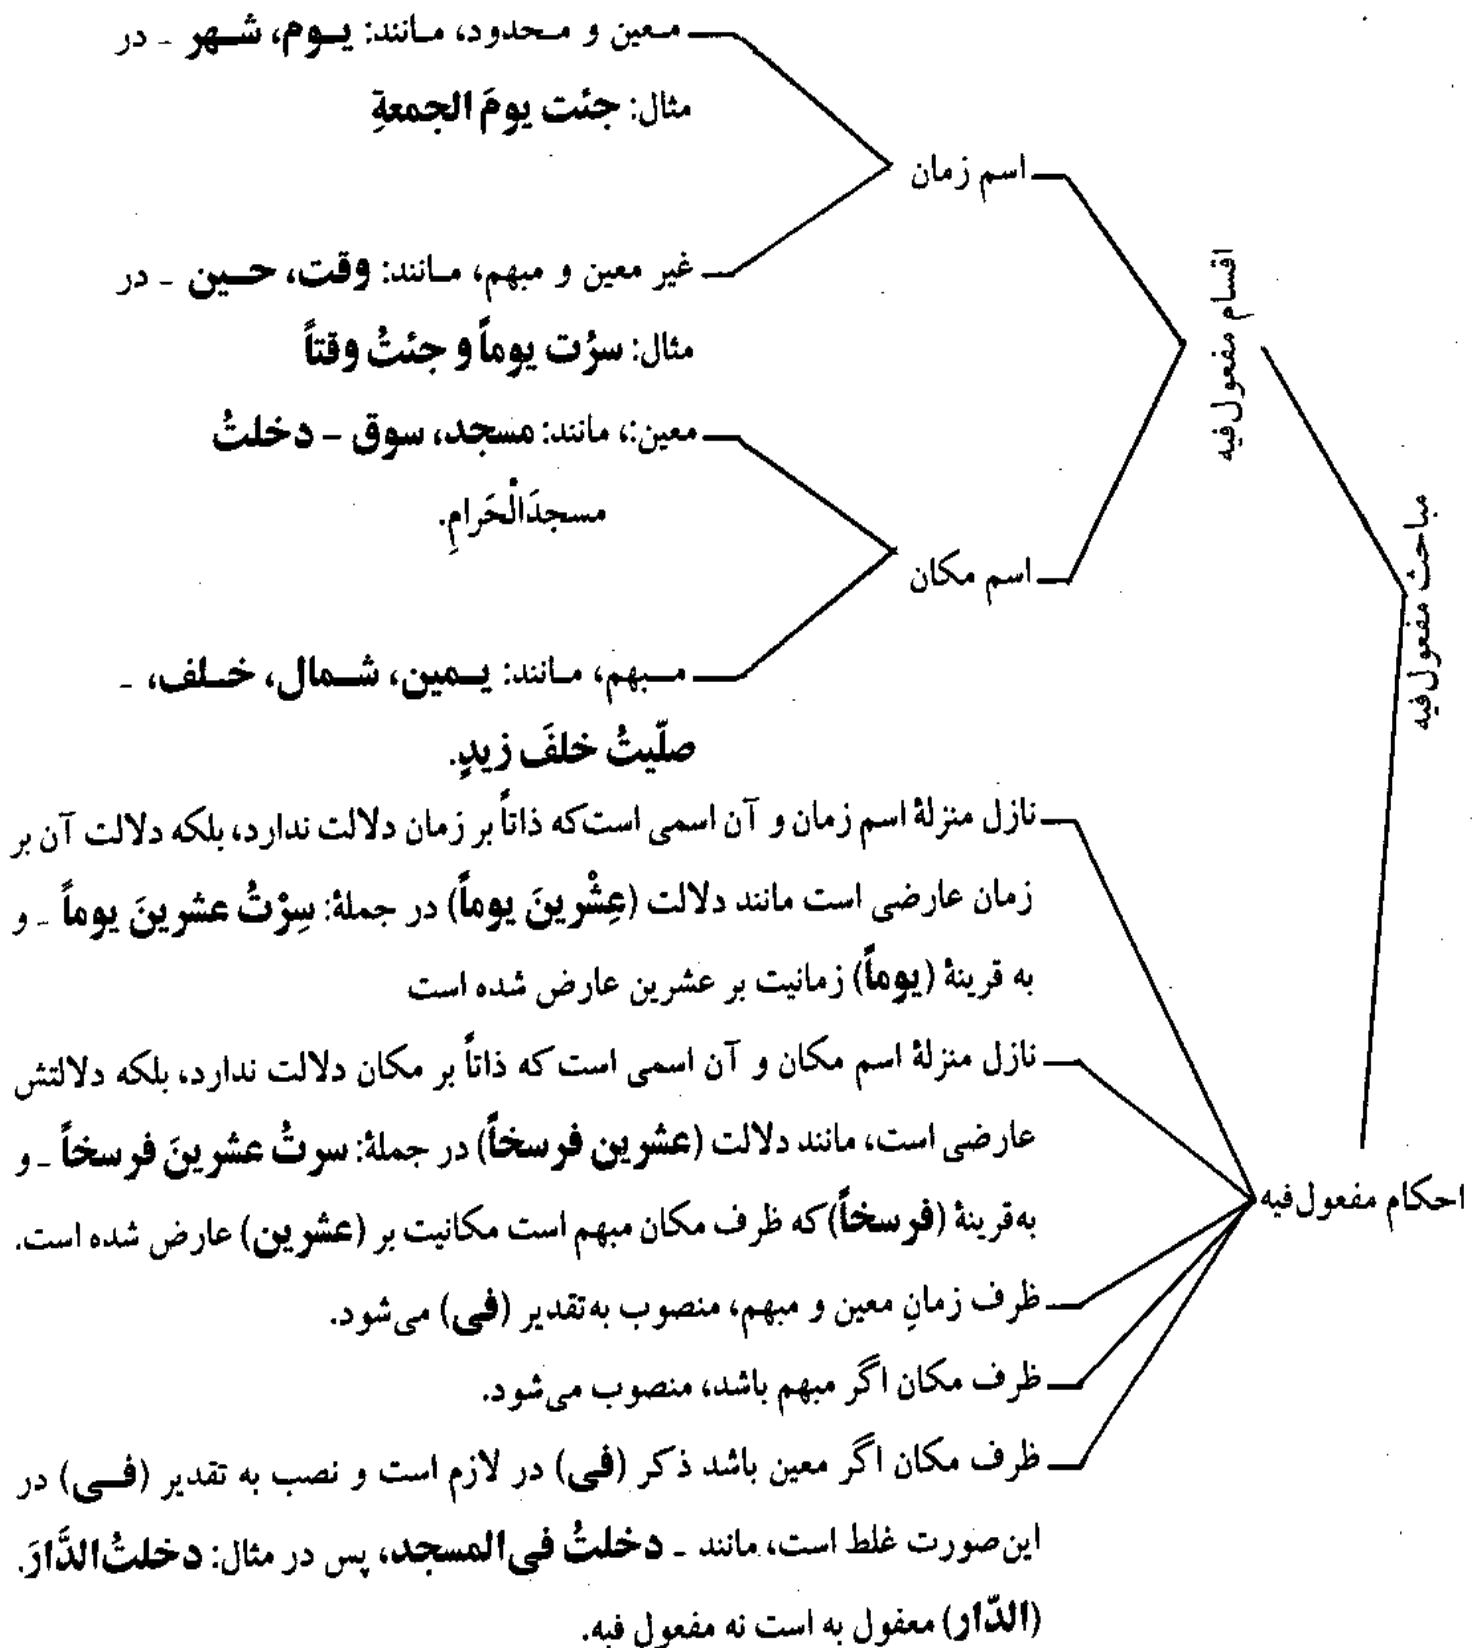 مباحث مفعول‌فیه
اقسام مفعول‌فیه
اسم زمان
معین و محدود، مانند: یوم، شهر - در
مثال: جئت یومَ الجمعةِ
غیر معین و مبهم، مانند: وقت، حین - در
مثال: سرْت یوماً و جئتُ وقتاً
اسم مکان
معین:، مانند: مسجد، سوق - دخلتُ
مسجدَالْحَرامِ.
مبهم، مانند: یمین، شمال، خلف، -
صلّیتُ خلفَ زیدٍ.
احکام مفعول‌فیه
نازل منزلهٔ اسم زمان و آن اسمی است‌که ذاتاً بر زمان دلالت ندارد، بلکه دلالت آن بر
زمان عارضی است مانند دلالت (عِشْرینَ یوماً) در جملهٔ: سِرْتُ عشرینَ یوماً - و
به قرینهٔ (یوماً) زمانیت بر عشرین عارض شده است
نازل منزلهٔ اسم مکان و آن اسمی است که ذاتاً بر مکان دلالت ندارد، بلکه دلالتش
عارضی است، مانند دلالت (عشرین فرسخاً) در جملهٔ: سرتُ عشرینَ فرسخاً - و
به‌قرینهٔ (فرسخاً) که ظرف مکان مبهم است مکانیت بر (عشرین) عارض شده است.
ظرف زمانِ معین و مبهم، منصوب به‌تقدیر (فی) می‌شود.
ظرف مکان اگر مبهم باشد، منصوب می‌شود.
ظرف مکان اگر معین باشد ذکر (فی) در لازم است و نصب به تقدیر (فی) در
این‌صورت غلط است، مانند - دخلتُ فی‌المسجد، پس در مثال: دخلتُ‌الدَّارَ.
(الدّار) معفول به است نه مفعول فیه.